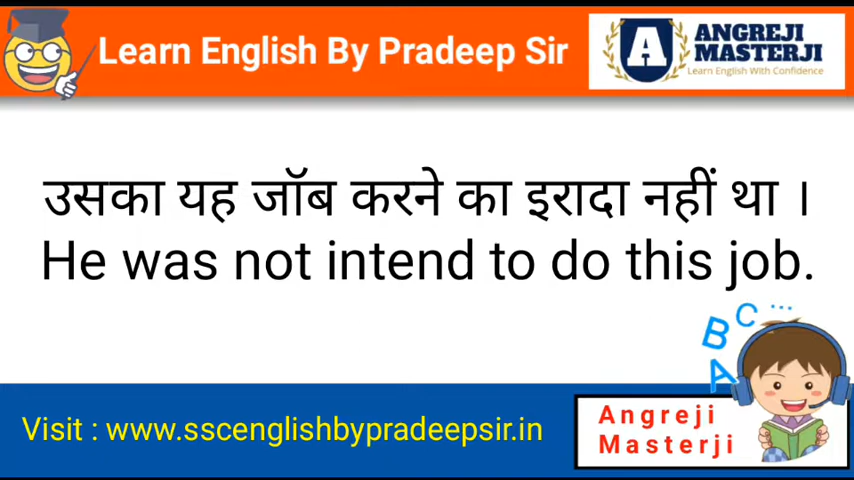 Learn English By Pradeep Sir
A
ANGREJI
MASTERJI
Learn English With Confidence
उसका यह जॉब करने का इरादा नहीं था ।
He was not intend to do this job.
A B C ...
Visit : www.sscenglishbypradeepsir.in
Angreji
Masterji